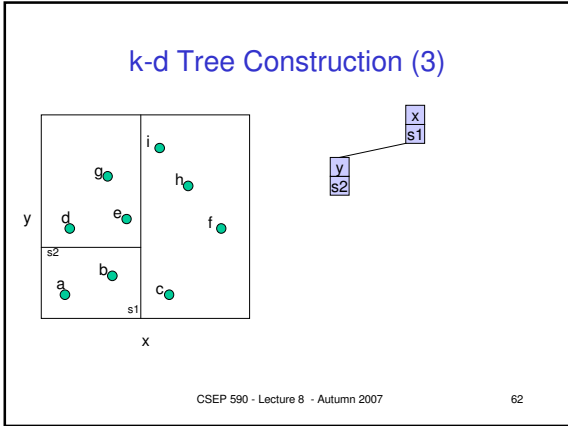 k-d Tree Construction (3)
x
s1
y
s2
i
g
h
e
d
f
y
s2
b
a
c
s1
x
CSEP 590 - Lecture 8 - Autumn 2007
62